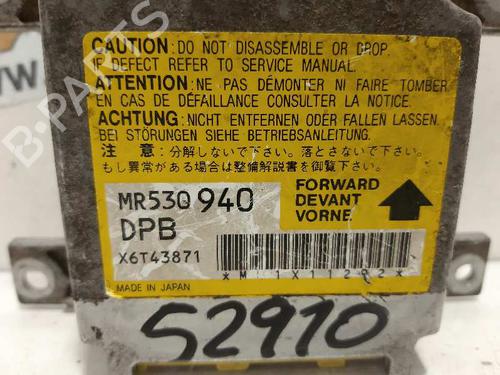 CAUTION: DO NOT DISASSEMBLE OR DROP.
IF DEFECT REFER TO SERVICE MANUAL.
ATTENTION: NE PAS DÉMONTER NI FAIRE TOMBER
EN CAS DE DÉFAILLANCE CONSULTER LA NOTICE.
ACHTUNG: NICHT ENTFERNEN ODER FALLEN LASSEN.
BEI STÖRUNGEN SIEHE BETRIEBSANLEITUNG.
注 意: 分解しないで下さい。落とさないで下さい。
もし異常がある場合は整備解説書を御覧下さい
MR530940
DPB
X6T43871
FORWARD
DEVANT
VORNE
MADE IN JAPAN
52910
B-PARTS